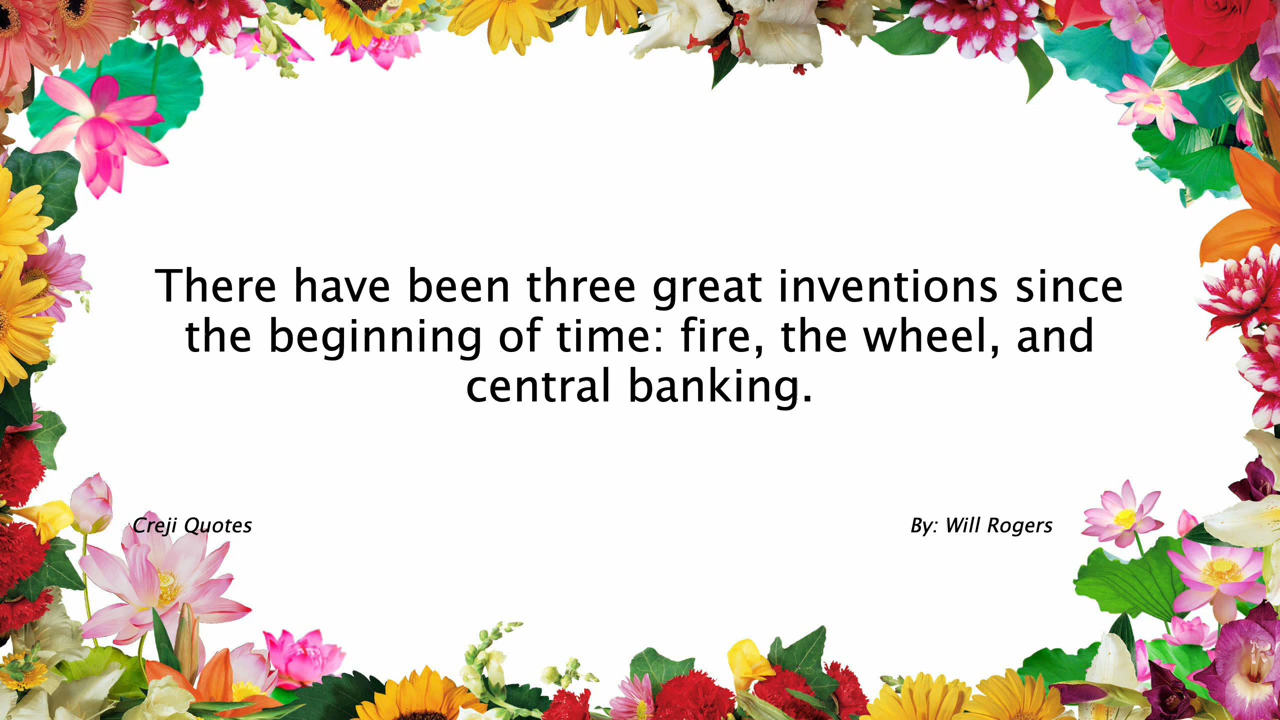 There have been three great inventions since
the beginning of time: fire, the wheel, and
central banking.
Creji Quotes
By: Will Rogers